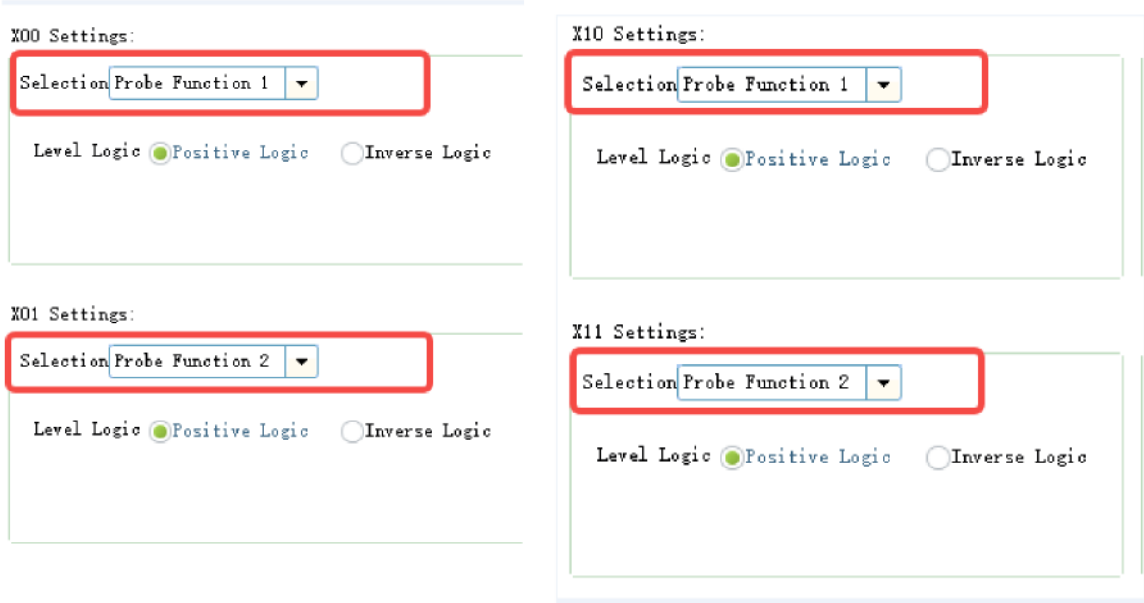 X00 Settings:
Selection Probe Function 1
Level Logic Positive Logic Inverse Logic
X01 Settings:
Selection Probe Function 2
Level Logic Positive Logic Inverse Logic
X10 Settings:
Selection Probe Function 1
Level Logic Positive Logic Inverse Logic
X11 Settings:
Selection Probe Function 2
Level Logic Positive Logic Inverse Logic